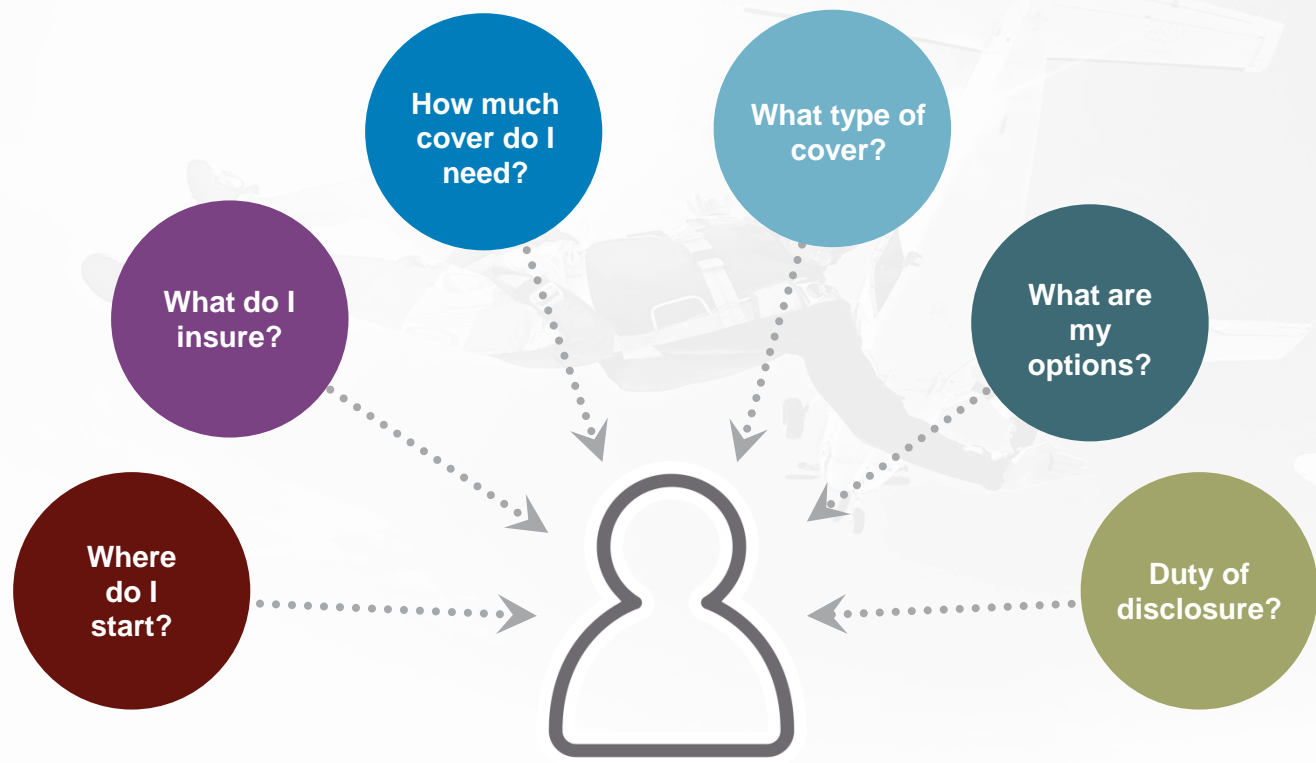 Where
do I
start?
What do I
insure?
How much
cover do I
need?
What type of
cover?
What are
my
options?
Duty of
disclosure?